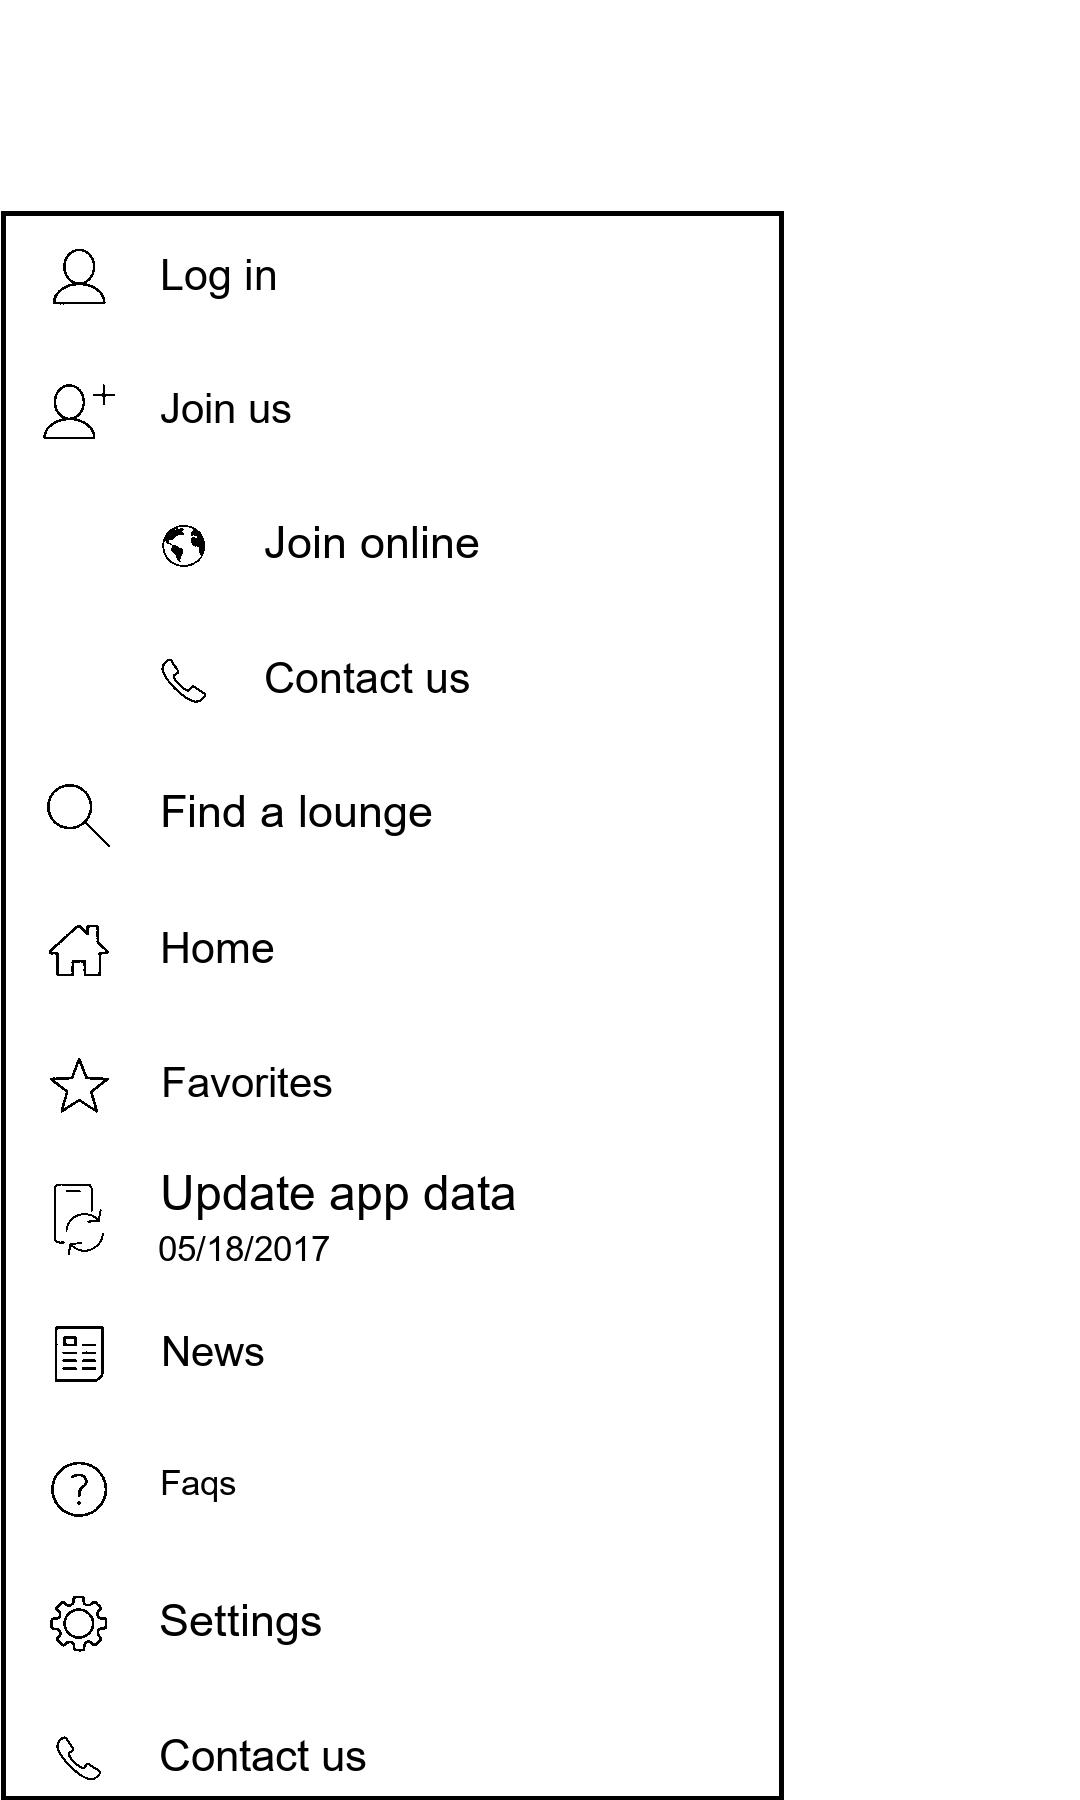 Log in
Join us
Join online
Contact us
Find a lounge
Home
Favorites
Update app data
05/18/2017
News
Faqs
Settings
Contact us